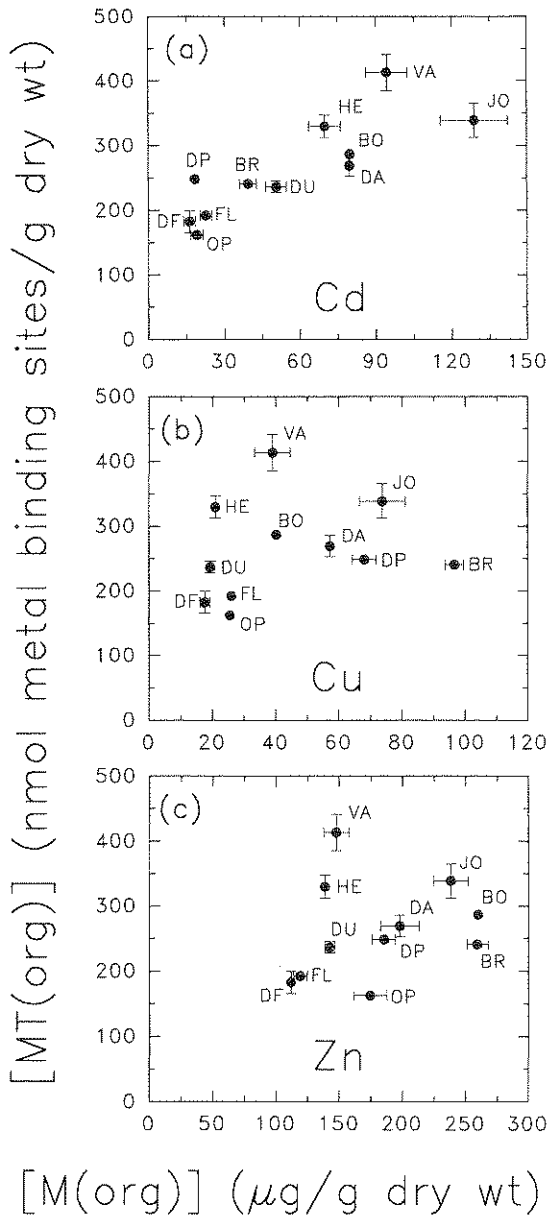 [MT(org)] (nmol metal binding sites/g dry wt)
500
400
300
200
100
0
(a)
VA
HE
JO
BO
DP
BR
DA
DU
DF
FL
OP
Cd
0 30 60 90 120 150
500
400
300
200
100
0
(b)
VA
JO
HE
BO
DA
DU
DP
BR
DF
FL
OP
Cu
0 20 40 60 80 100 120
500
400
300
200
100
0
(c)
VA
JO
HE
BO
DA
DU
DP
BR
FL
DF
OP
Zn
0 50 100 150 200 250 300
[M(org)] (μg/g dry wt)